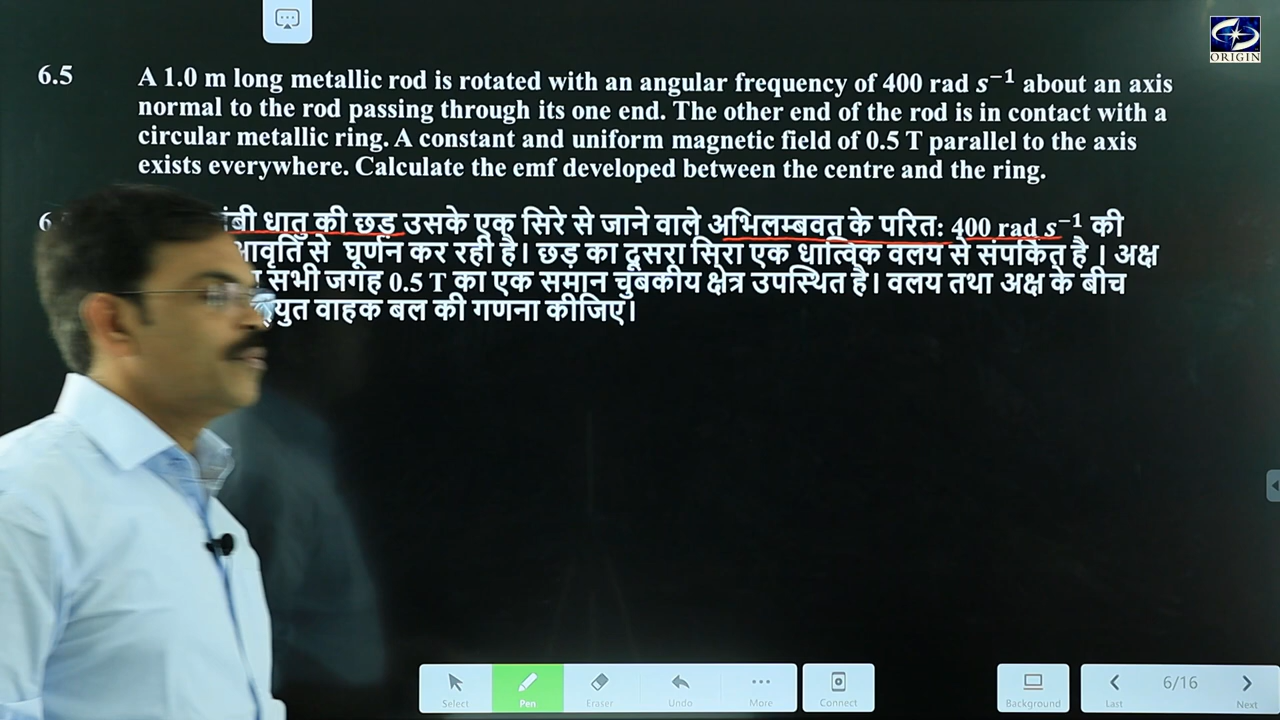 ORIGIN
6.5 A 1.0 m long metallic rod is rotated with an angular frequency of 400 rad s⁻¹ about an axis
normal to the rod passing through its one end. The other end of the rod is in contact with a
circular metallic ring. A constant and uniform magnetic field of 0.5 T parallel to the axis
exists everywhere. Calculate the emf developed between the centre and the ring.
6 धातु की छड़ उसके एक सिरे से जाने वाले अभिलम्बवत के परित: 400 rad s⁻¹ की
आवृति से घूर्णन कर रही है। छड़ का दूसरा सिरा एक धात्विक वलय से संपर्कित है । अक्ष
सभी जगह 0.5 T का एक समान चुंबकीय क्षेत्र उपस्थित है। वलय तथा अक्ष के बीच
वाहक बल की गणना कीजिए।
Select Pen Eraser Undo More Connect Background Last 6/16 Next